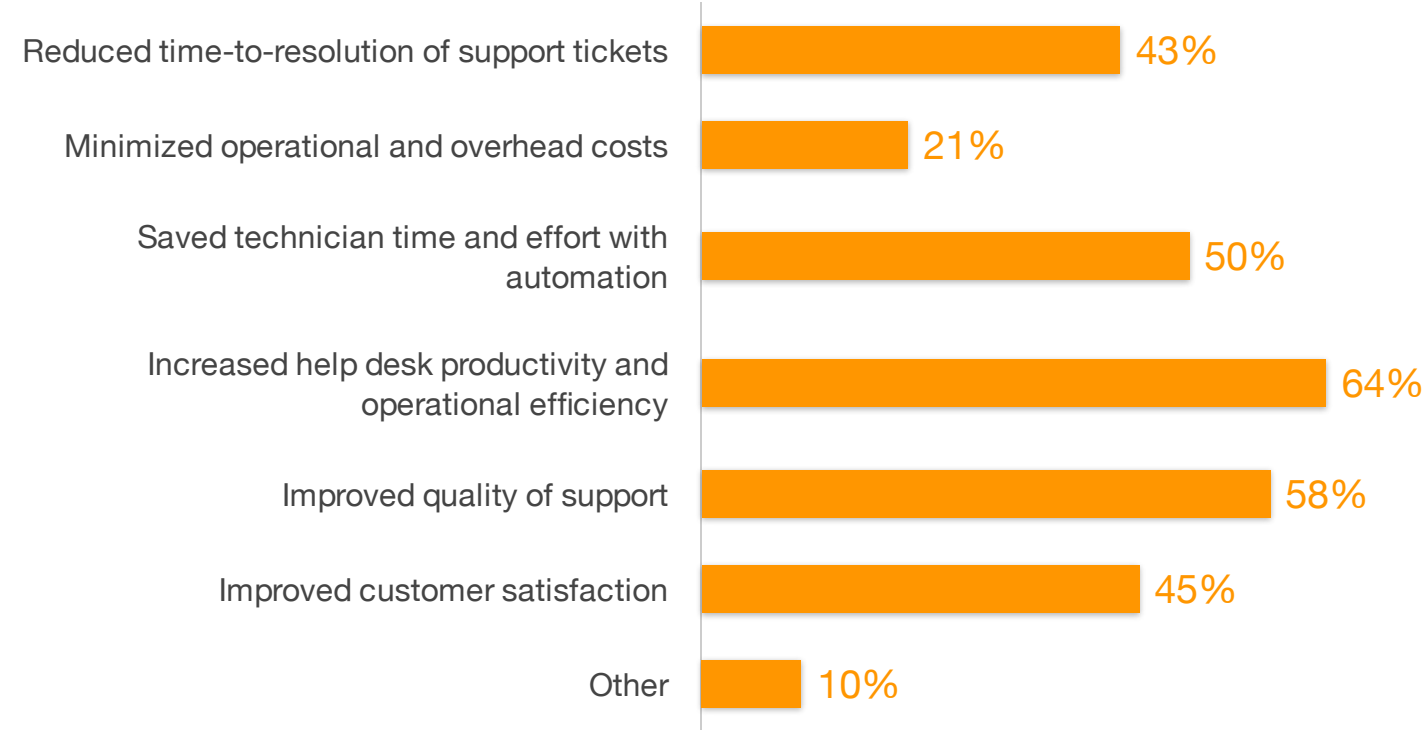 Reduced time-to-resolution of support tickets
43%
Minimized operational and overhead costs
21%
Saved technician time and effort with
automation
50%
Increased help desk productivity and
operational efficiency
64%
Improved quality of support
58%
Improved customer satisfaction
45%
Other
10%